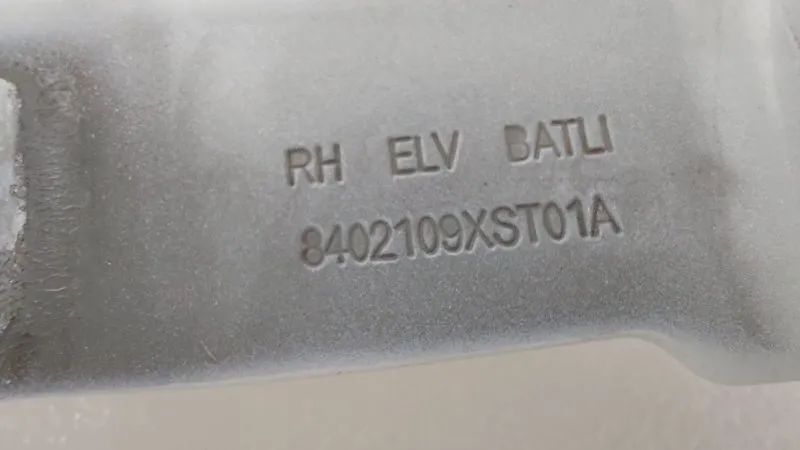 RH ELV BATLI
8402109XST01A